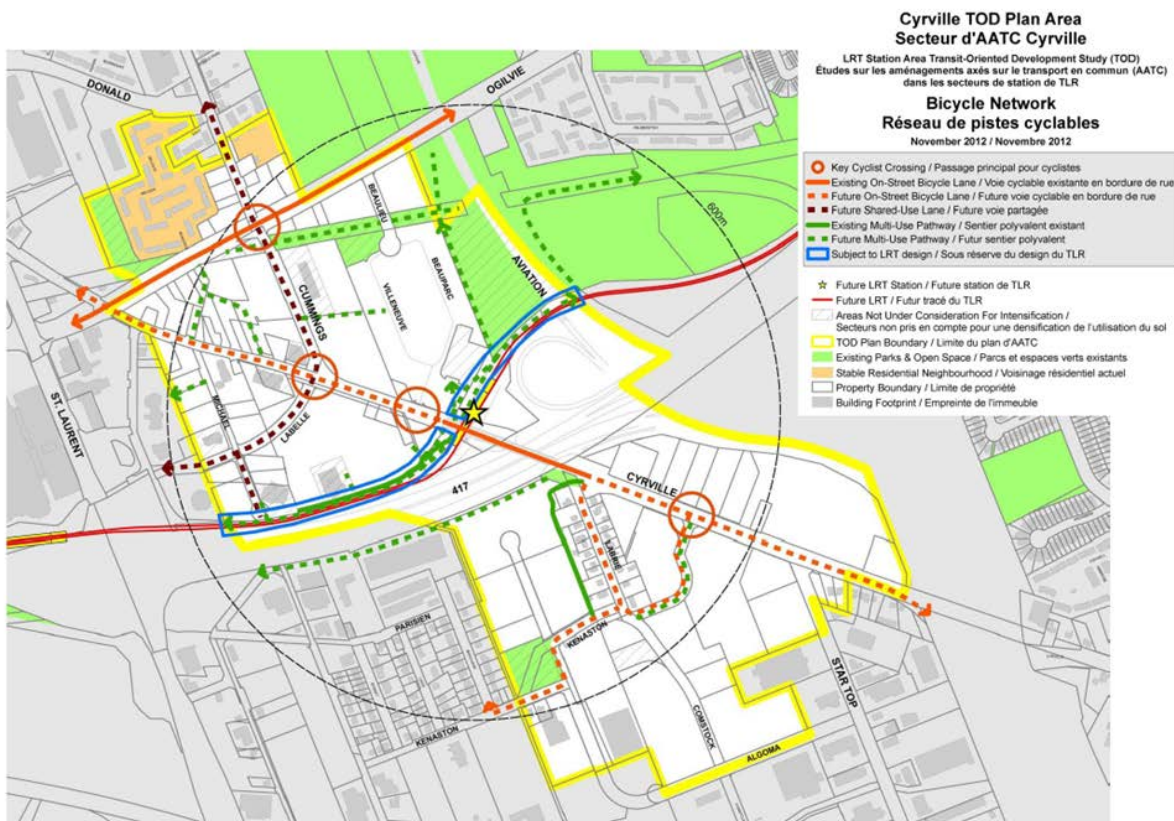 Cyrville TOD Plan Area
Secteur d'AATC Cyrville
LRT Station Area Transit-Oriented Development Study (TOD)
Études sur les aménagements axés sur le transport en commun (AATC)
dans les secteurs de station de TLR
Bicycle Network
Réseau de pistes cyclables
November 2012 / Novembre 2012
Key Cyclist Crossing / Passage principal pour cyclistes
Existing On-Street Bicycle Lane / Voie cyclable existante en bordure de rue
Future On-Street Bicycle Lane / Future voie cyclable en bordure de rue
Future Shared-Use Lane / Future voie partagée
Existing Multi-Use Pathway / Sentier polyvalent existant
Future Multi-Use Pathway / Futur sentier polyvalent
Subject to LRT design / Sous réserve du design du TLR
Future LRT Station / Future station de TLR
Future LRT / Futur tracé du TLR
Areas Not Under Consideration For Intensification /
Secteurs non pris en compte pour une densification de l'utilisation du sol
TOD Plan Boundary / Limite du plan d'AATC
Existing Parks & Open Space / Parcs et espaces verts existants
Stable Residential Neighbourhood / Voisinage résidentiel actuel
Property Boundary / Limite de propriété
Building Footprint / Empreinte de l'immeuble
DONALD
OGILVIE
BEAULIEU
600m
AVIATION
BEAUPARC
CUMMINGS
VILLENEUVE
ST. LAURENT
MICHAEL
LABELLE
417
CYRVILLE
LABRIE
PARISIEN
KENASTON
KENASTON
STAR TOP
COMSTOCK
ALGOMA